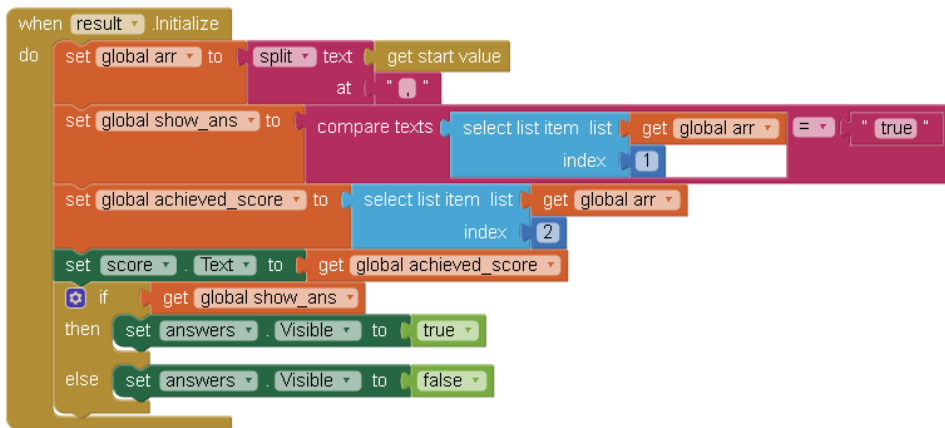 when result .Initialize
do set global arr to split text get start value
at " , "
set global show_ans to compare texts select list item list get global arr = " true "
index 1
set global achieved_score to select list item list get global arr
index 2
set score . Text to get global achieved_score
if get global show_ans
then set answers . Visible to true
else set answers . Visible to false